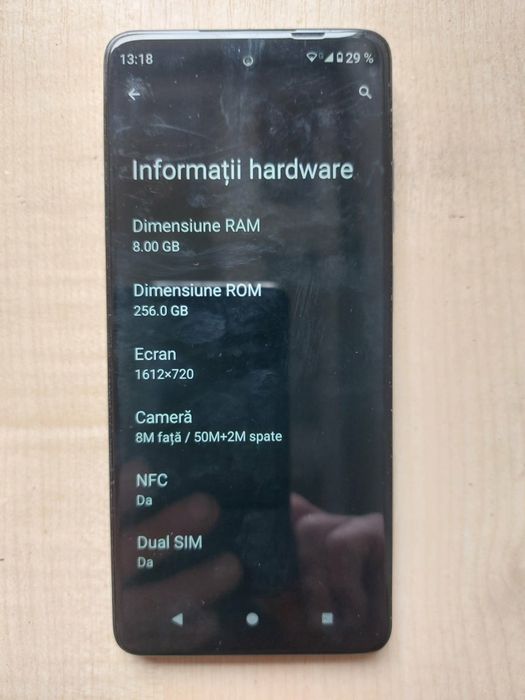 13:18
29 %
Informații hardware
Dimensiune RAM
8.00 GB
Dimensiune ROM
256.0 GB
Ecran
1612×720
Cameră
8M față / 50M+2M spate
NFC
Da
Dual SIM
Da